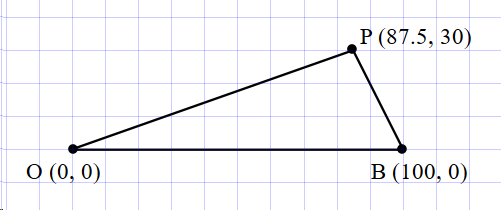 P (87.5, 30)
O (0, 0)
B (100, 0)